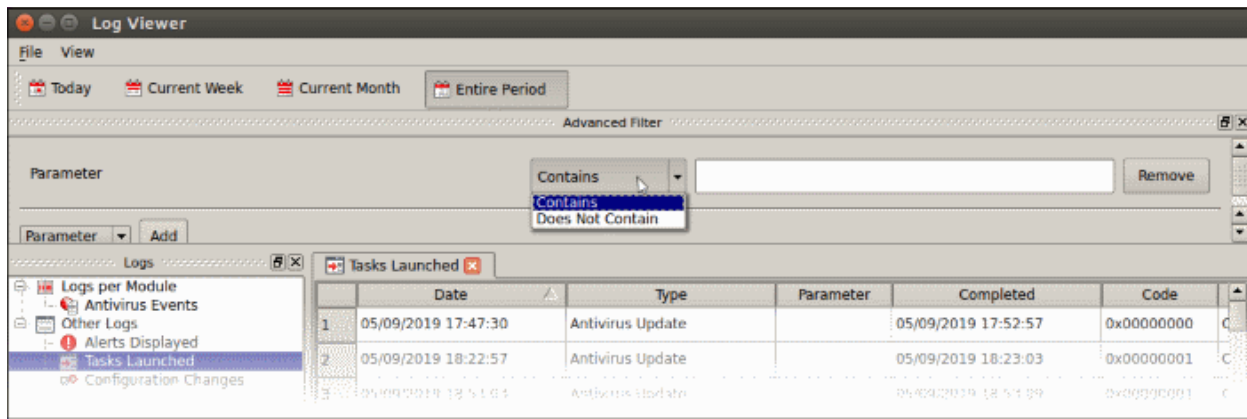 Log Viewer
File View
Today Current Week Current Month Entire Period
Advanced Filter
Parameter Contains Remove
Contains
Does Not Contain
Parameter Add
Logs
Tasks Launched
Logs per Module
Antivirus Events
Other Logs
Alerts Displayed
Tasks Launched
Configuration Changes
Date Type Parameter Completed Code
1 05/09/2019 17:47:30 Antivirus Update 05/09/2019 17:52:57 0x00000000 C
2 05/09/2019 18:22:57 Antivirus Update 05/09/2019 18:23:03 0x00000001 C
3 Antivirus Update